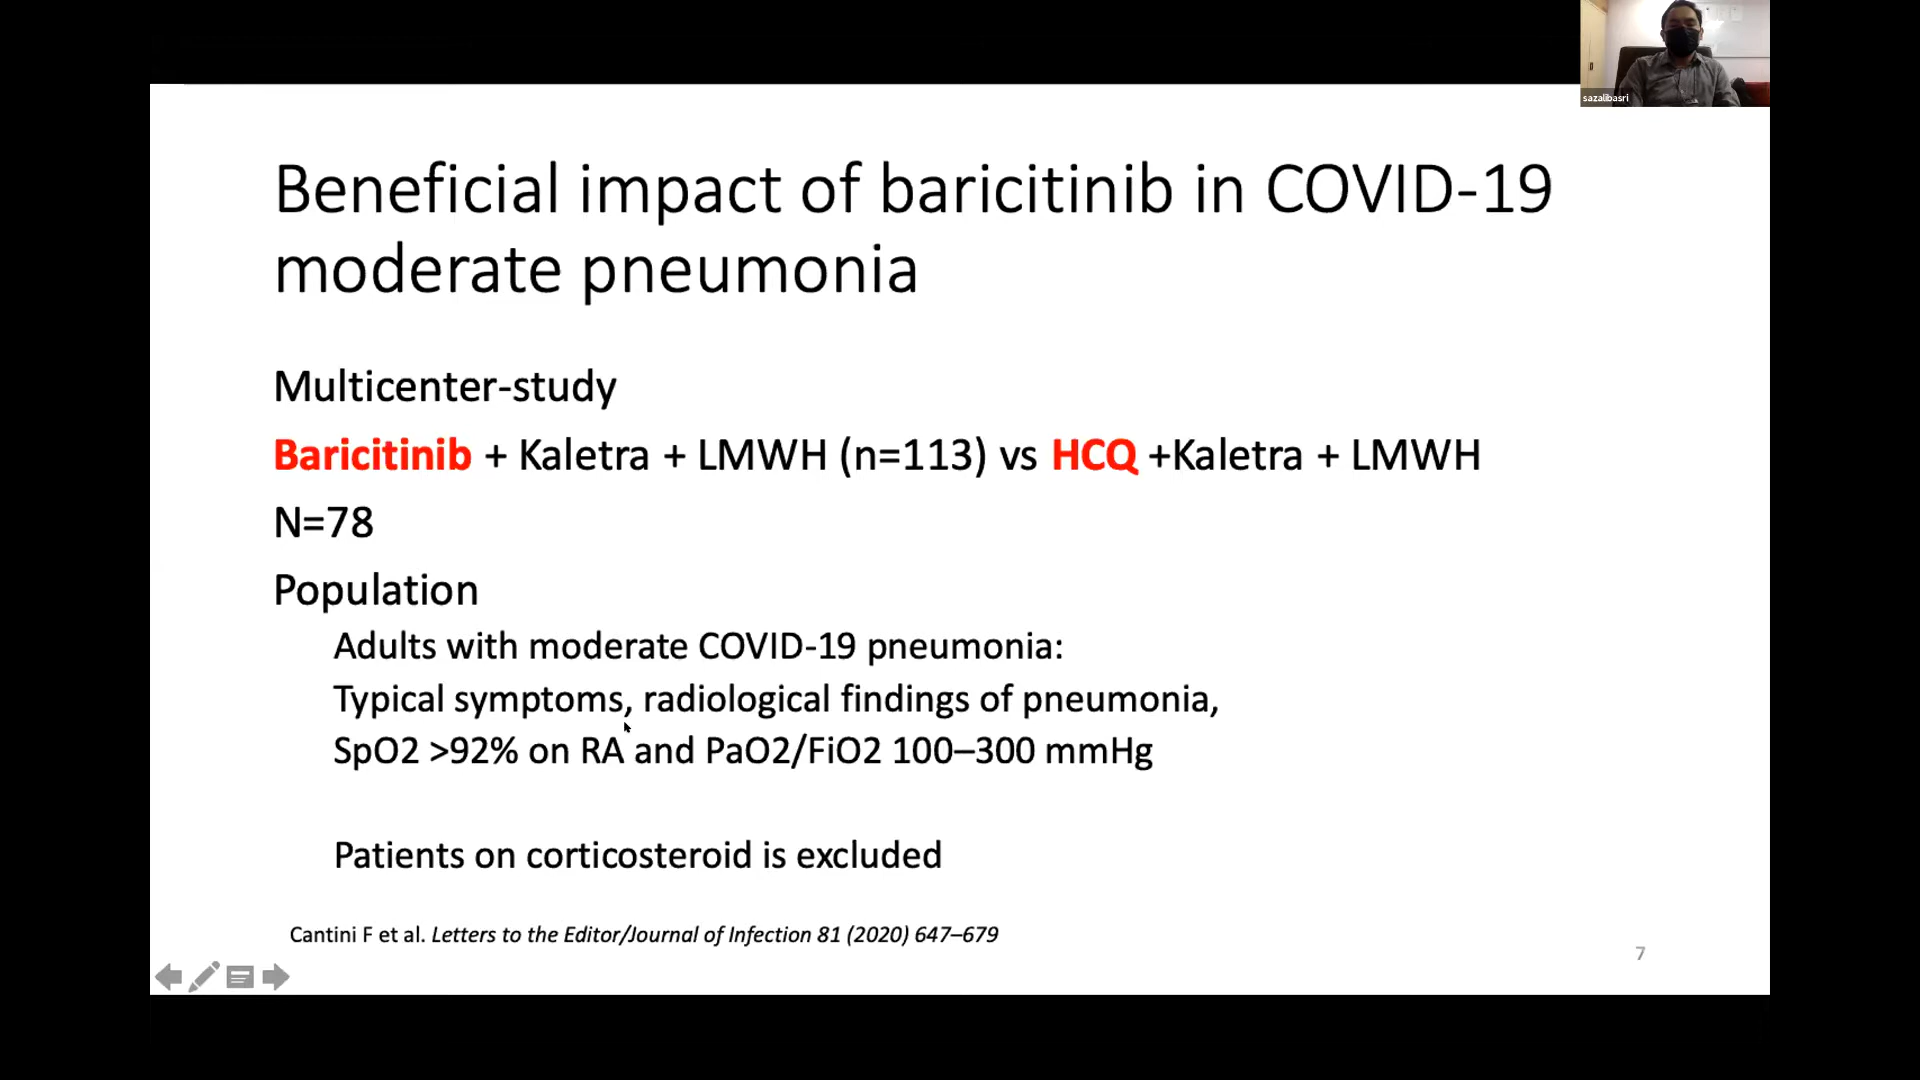 sazalibasri
Beneficial impact of baricitinib in COVID-19
moderate pneumonia
Multicenter-study
Baricitinib + Kaletra + LMWH (n=113) vs HCQ +Kaletra + LMWH
N=78
Population
Adults with moderate COVID-19 pneumonia:
Typical symptoms, radiological findings of pneumonia,
SpO2 >92% on RA and PaO2/FiO2 100–300 mmHg
Patients on corticosteroid is excluded
Cantini F et al. Letters to the Editor/Journal of Infection 81 (2020) 647–679
7